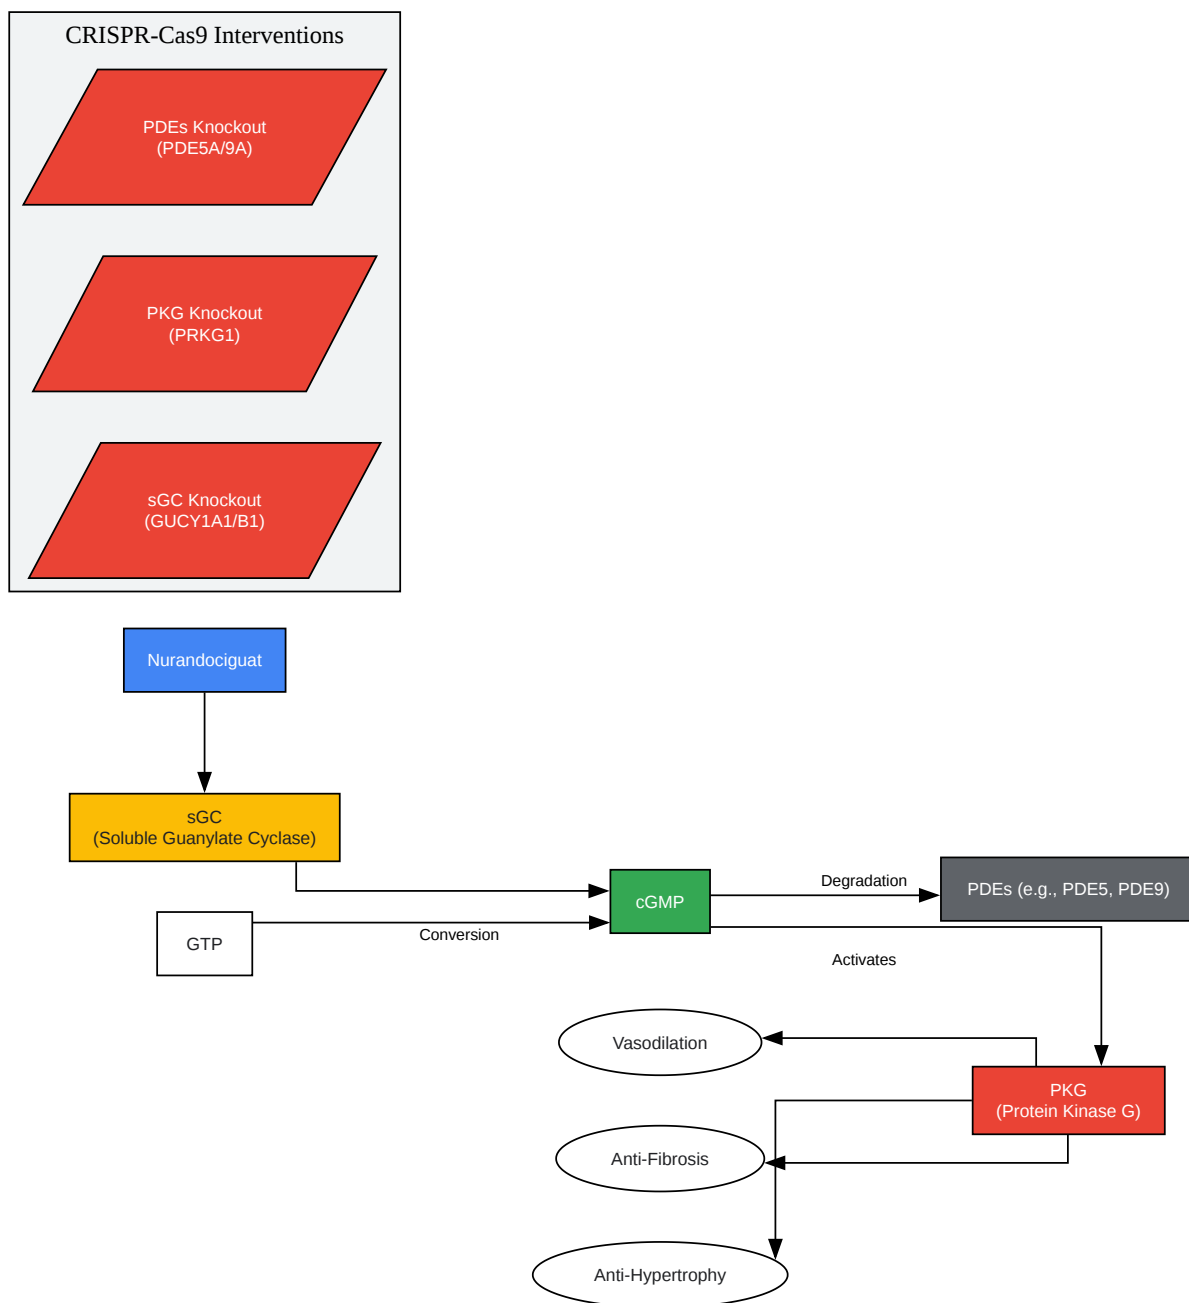 CRISPR-Cas9 Interventions
PDEs Knockout
(PDE5A/9A)
PKG Knockout
(PRKG1)
sGC Knockout
(GUCY1A1/B1)
Nurandociguat
sGC
(Soluble Guanylate Cyclase)
GTP
Conversion
cGMP
Degradation
PDEs (e.g., PDE5, PDE9)
Activates
PKG
(Protein Kinase G)
Vasodilation
Anti-Fibrosis
Anti-Hypertrophy